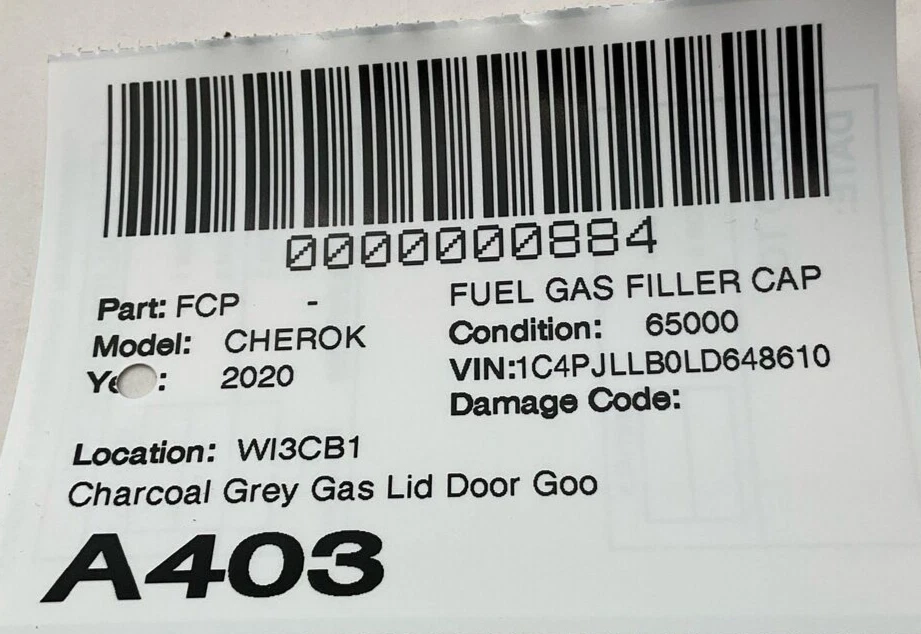 0000000884
Part: FCP -
FUEL GAS FILLER CAP
Model: CHEROK
Condition: 65000
Ye :
2020
VIN:1C4PJLLB0LD648610
Damage Code:
Location: WI3CB1
Charcoal Grey Gas Lid Door Goo
A403